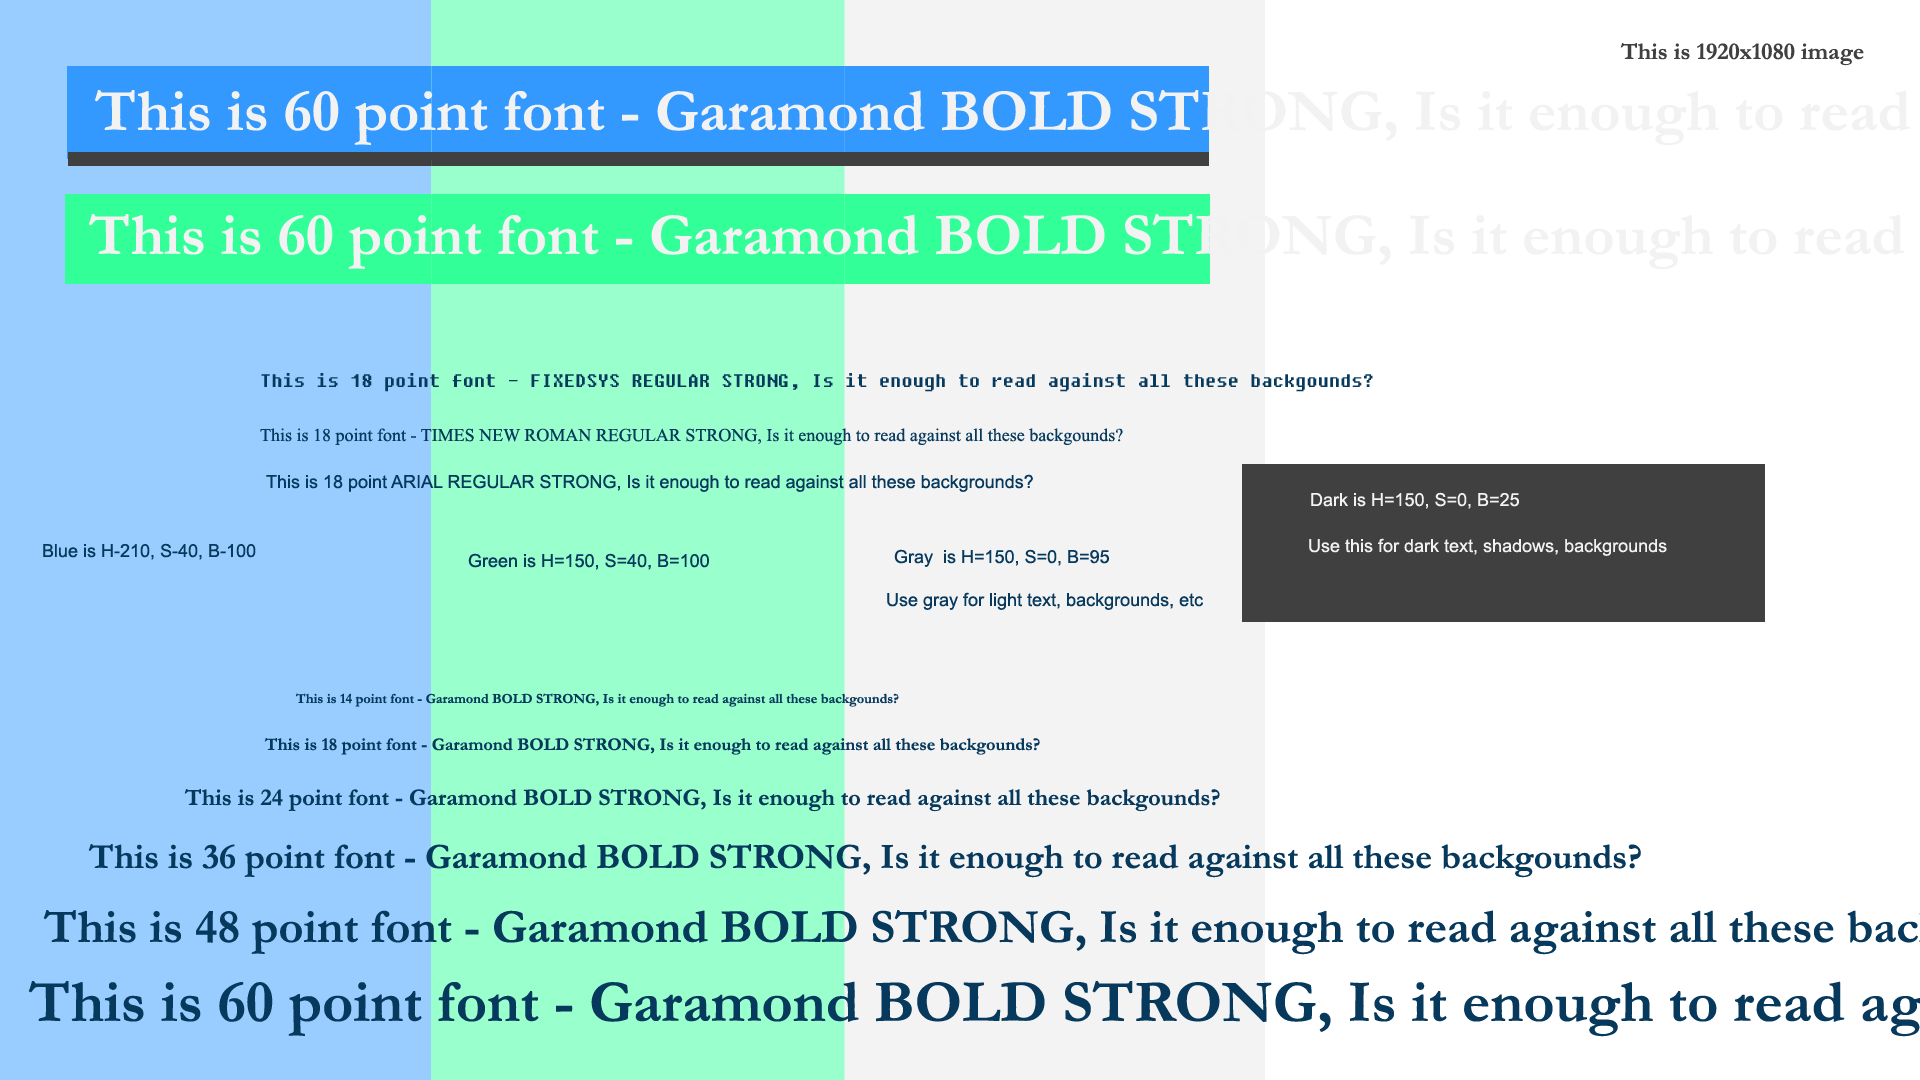 This is 1920x1080 image
This is 60 point font - Garamond BOLD STRONG, Is it enough to read
This is 60 point font - Garamond BOLD STRONG, Is it enough to read
This is 18 point font - FIXEDSYS REGULAR STRONG, Is it enough to read against all these backgounds?
This is 18 point font - TIMES NEW ROMAN REGULAR STRONG, Is it enough to read against all these backgounds?
This is 18 point ARIAL REGULAR STRONG, Is it enough to read against all these backgrounds?
Dark is H=150, S=0, B=25
Use this for dark text, shadows, backgrounds
Blue is H-210, S-40, B-100
Green is H=150, S=40, B=100
Gray  is H=150, S=0, B=95
Use gray for light text, backgrounds, etc
This is 14 point font - Garamond BOLD STRONG, Is it enough to read against all these backgounds?
This is 18 point font - Garamond BOLD STRONG, Is it enough to read against all these backgounds?
This is 24 point font - Garamond BOLD STRONG, Is it enough to read against all these backgounds?
This is 36 point font - Garamond BOLD STRONG, Is it enough to read against all these backgounds?
This is 48 point font - Garamond BOLD STRONG, Is it enough to read against all these bac
This is 60 point font - Garamond BOLD STRONG, Is it enough to read ag